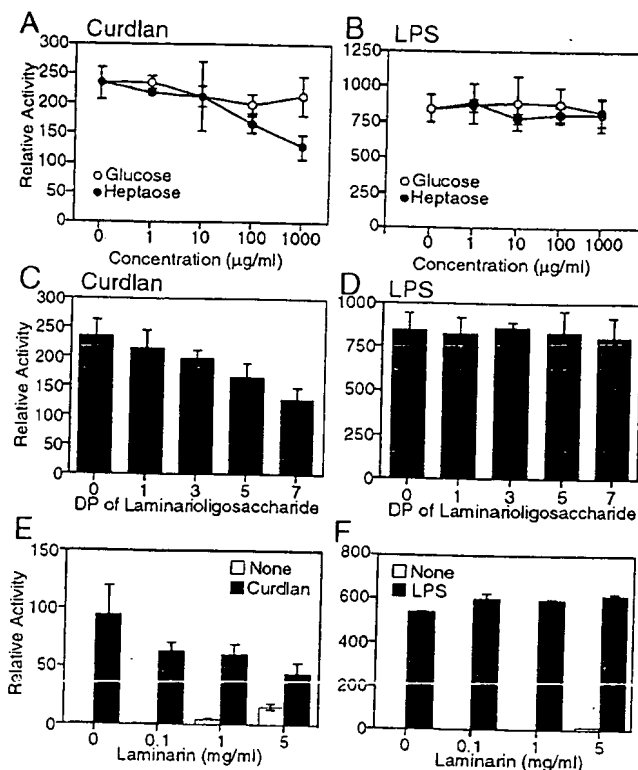 A
Curdlan
Relative Activity
300
250
200
150
100
50
0
Glucose
Heptaose
0 1 10 100 1000
Concentration (µg/ml)
B
LPS
1250
1000
750
500
250
0
Glucose
Heptaose
0 1 10 100 1000
Concentration (µg/ml)
C
Curdlan
Relative Activity
300
250
200
150
100
50
0
0 1 3 5 7
DP of Laminarioligosaccharide
D
LPS
1000
750
500
250
0
0 1 3 5 7
DP of Laminarioligosaccharide
E
Relative Activity
150
100
50
0
None
Curdlan
0 0.1 1 5
Laminarin (mg/ml)
F
800
600
400
200
0
None
LPS
0 0.1 1 5
Laminarin (mg/ml)